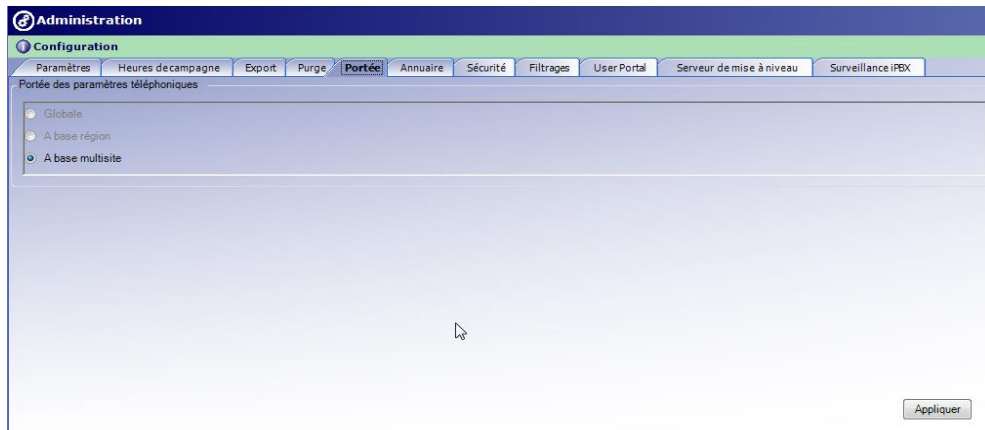 Administration
Configuration
Paramètres Heures de campagne Export Purge Portée Annuaire Sécurité Filtrages User Portal Serveur de mise à niveau Surveillance iPBX
Portée des paramètres téléphoniques
Globale
A base région
A base multisite
Appliquer